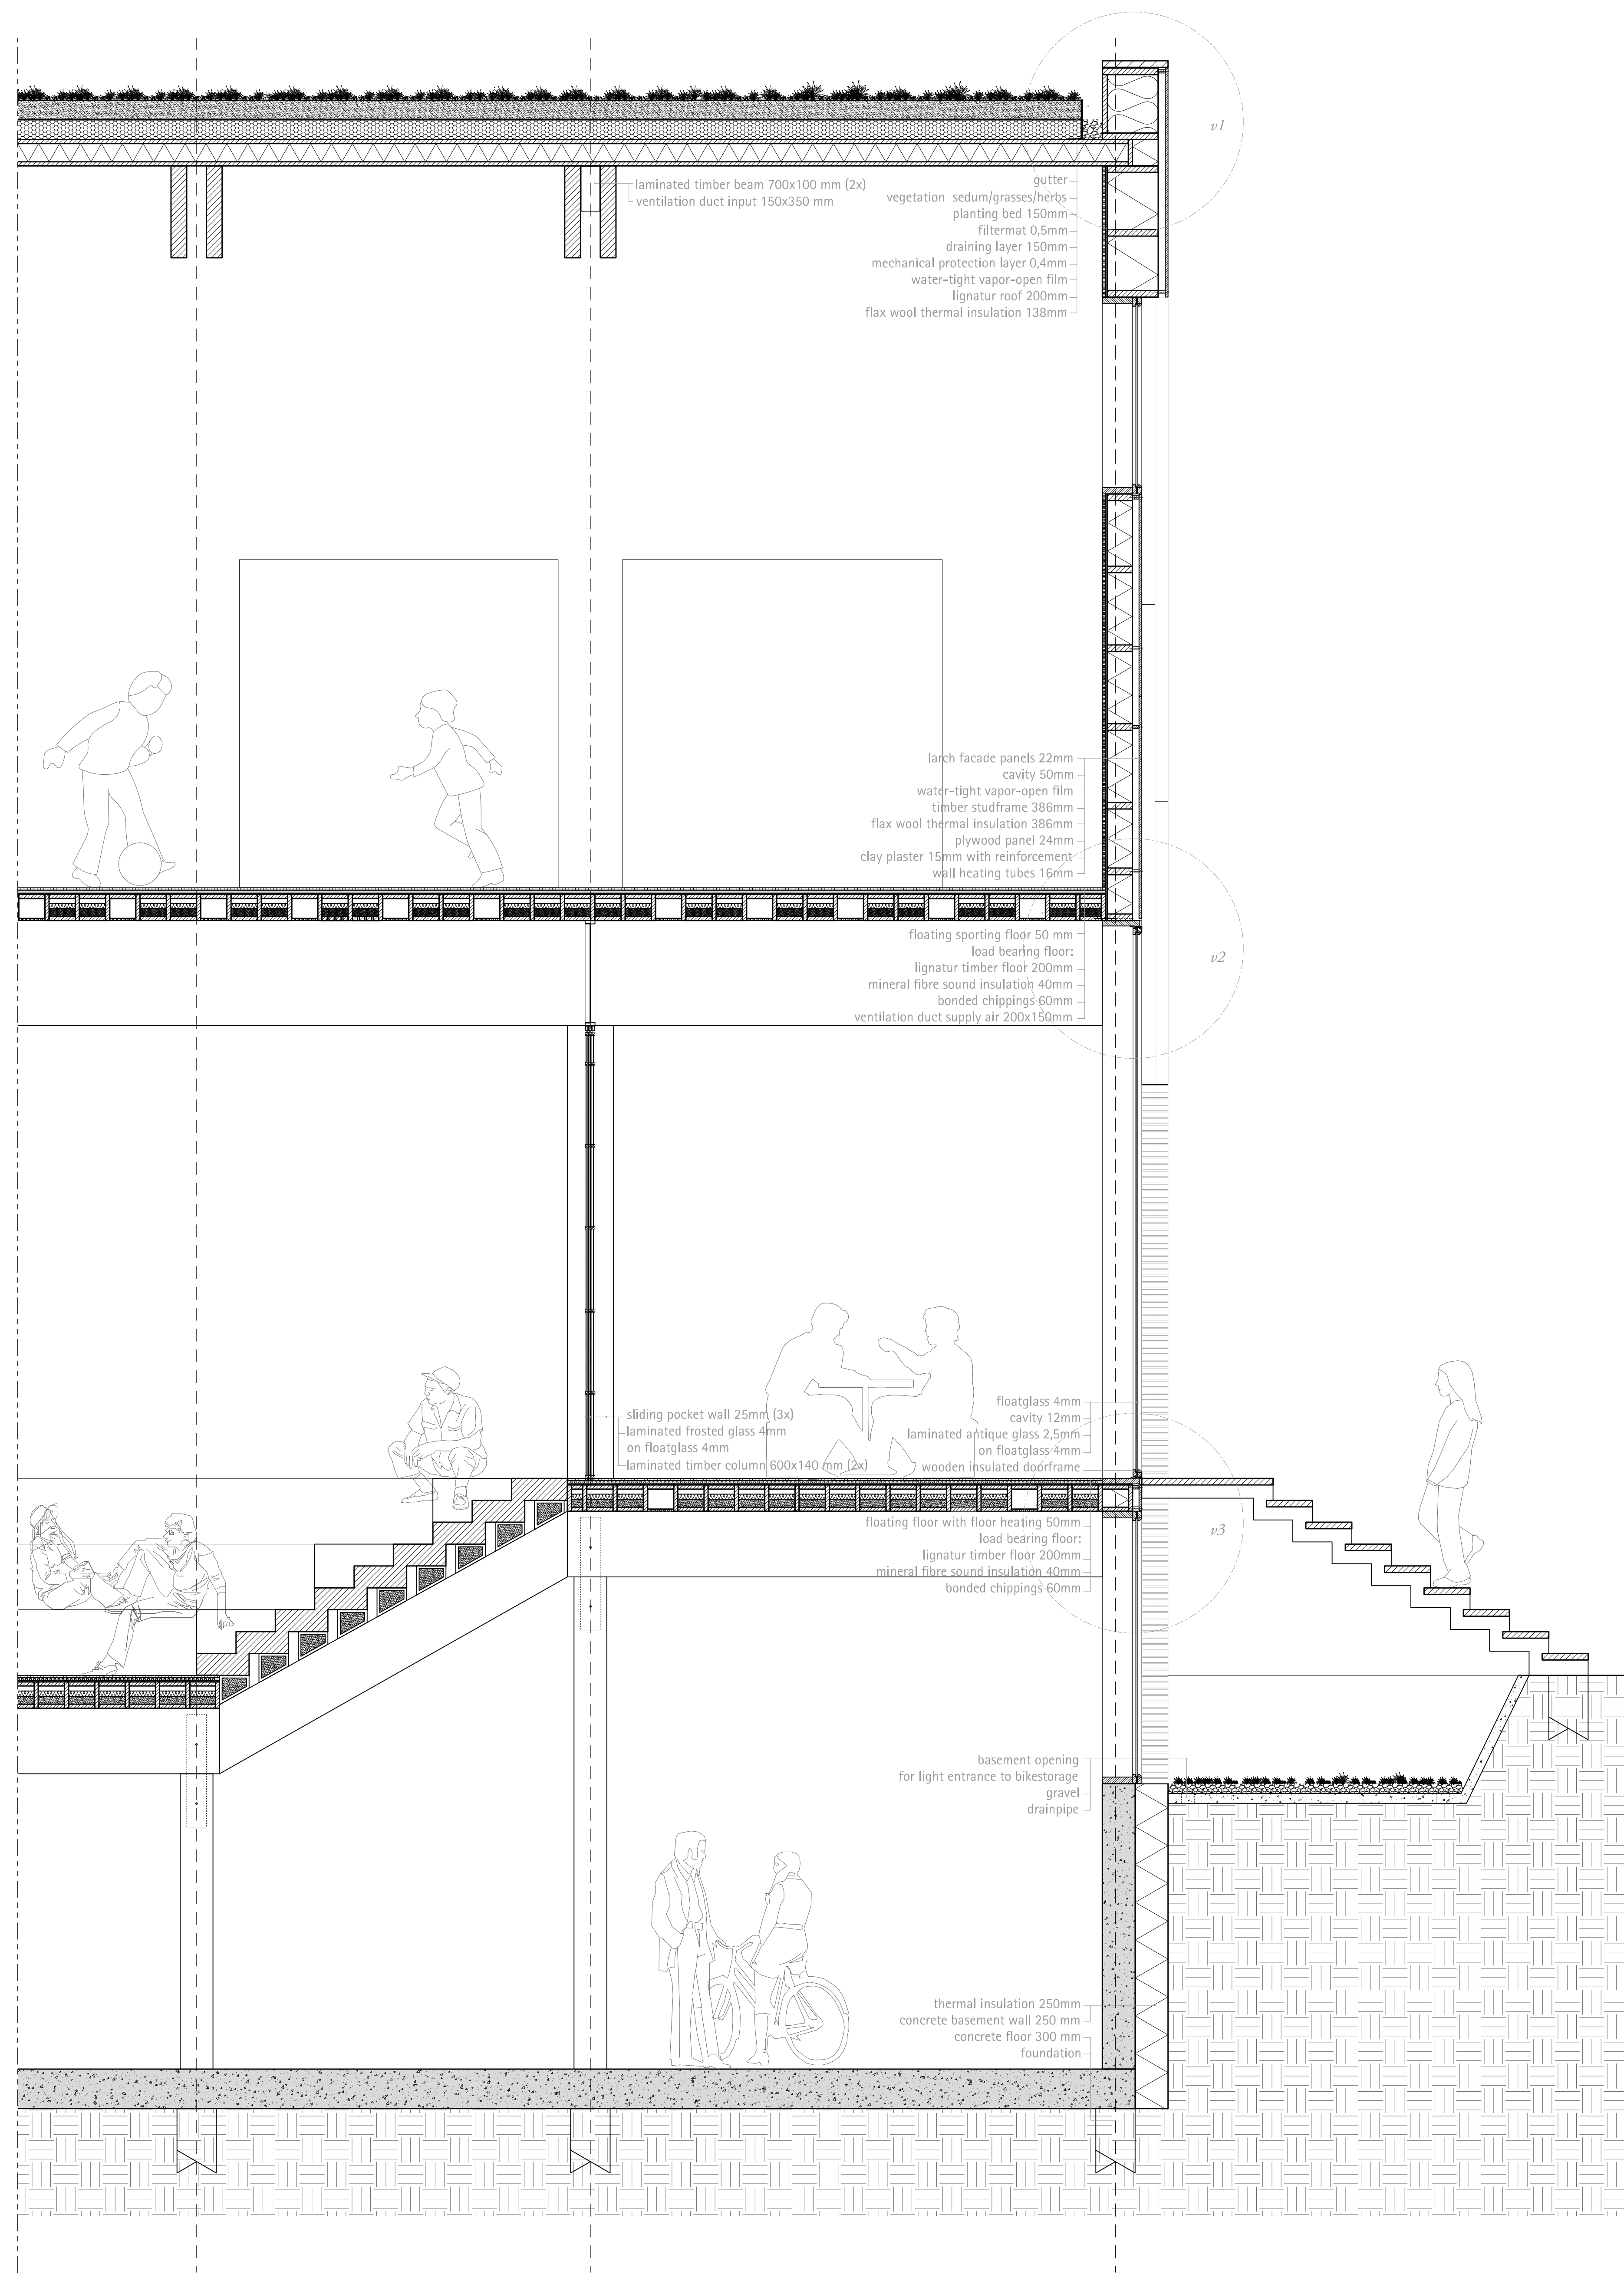 v1
laminated timber beam 700x100 mm (2x)
ventilation duct input 150x350 mm
gutter
vegetation sedum/grasses/herbs
planting bed 150mm
filtermat 0,5mm
draining layer 150mm
mechanical protection layer 0,4mm
water-tight vapor-open film
lignatur roof 200mm
flax wool thermal insulation 138mm
larch facade panels 22mm
cavity 50mm
water-tight vapor-open film
timber studframe 386mm
flax wool thermal insulation 386mm
plywood panel 24mm
clay plaster 15mm with reinforcement
wall heating tubes 16mm
floating sporting floor 50 mm
load bearing floor:
lignatur timber floor 200mm
mineral fibre sound insulation 40mm
bonded chippings 60mm
ventilation duct supply air 200x150mm
v2
sliding pocket wall 25mm (3x)
laminated frosted glass 4mm
on floatglass 4mm
laminated timber column 600x140 mm (2x)
floatglass 4mm
cavity 12mm
laminated antique glass 2,5mm
on floatglass 4mm
wooden insulated doorframe
floating floor with floor heating 50mm
load bearing floor:
lignatur timber floor 200mm
mineral fibre sound insulation 40mm
bonded chippings 60mm
v3
basement opening
for light entrance to bikestorage
gravel
drainpipe
thermal insulation 250mm
concrete basement wall 250 mm
concrete floor 300 mm
foundation